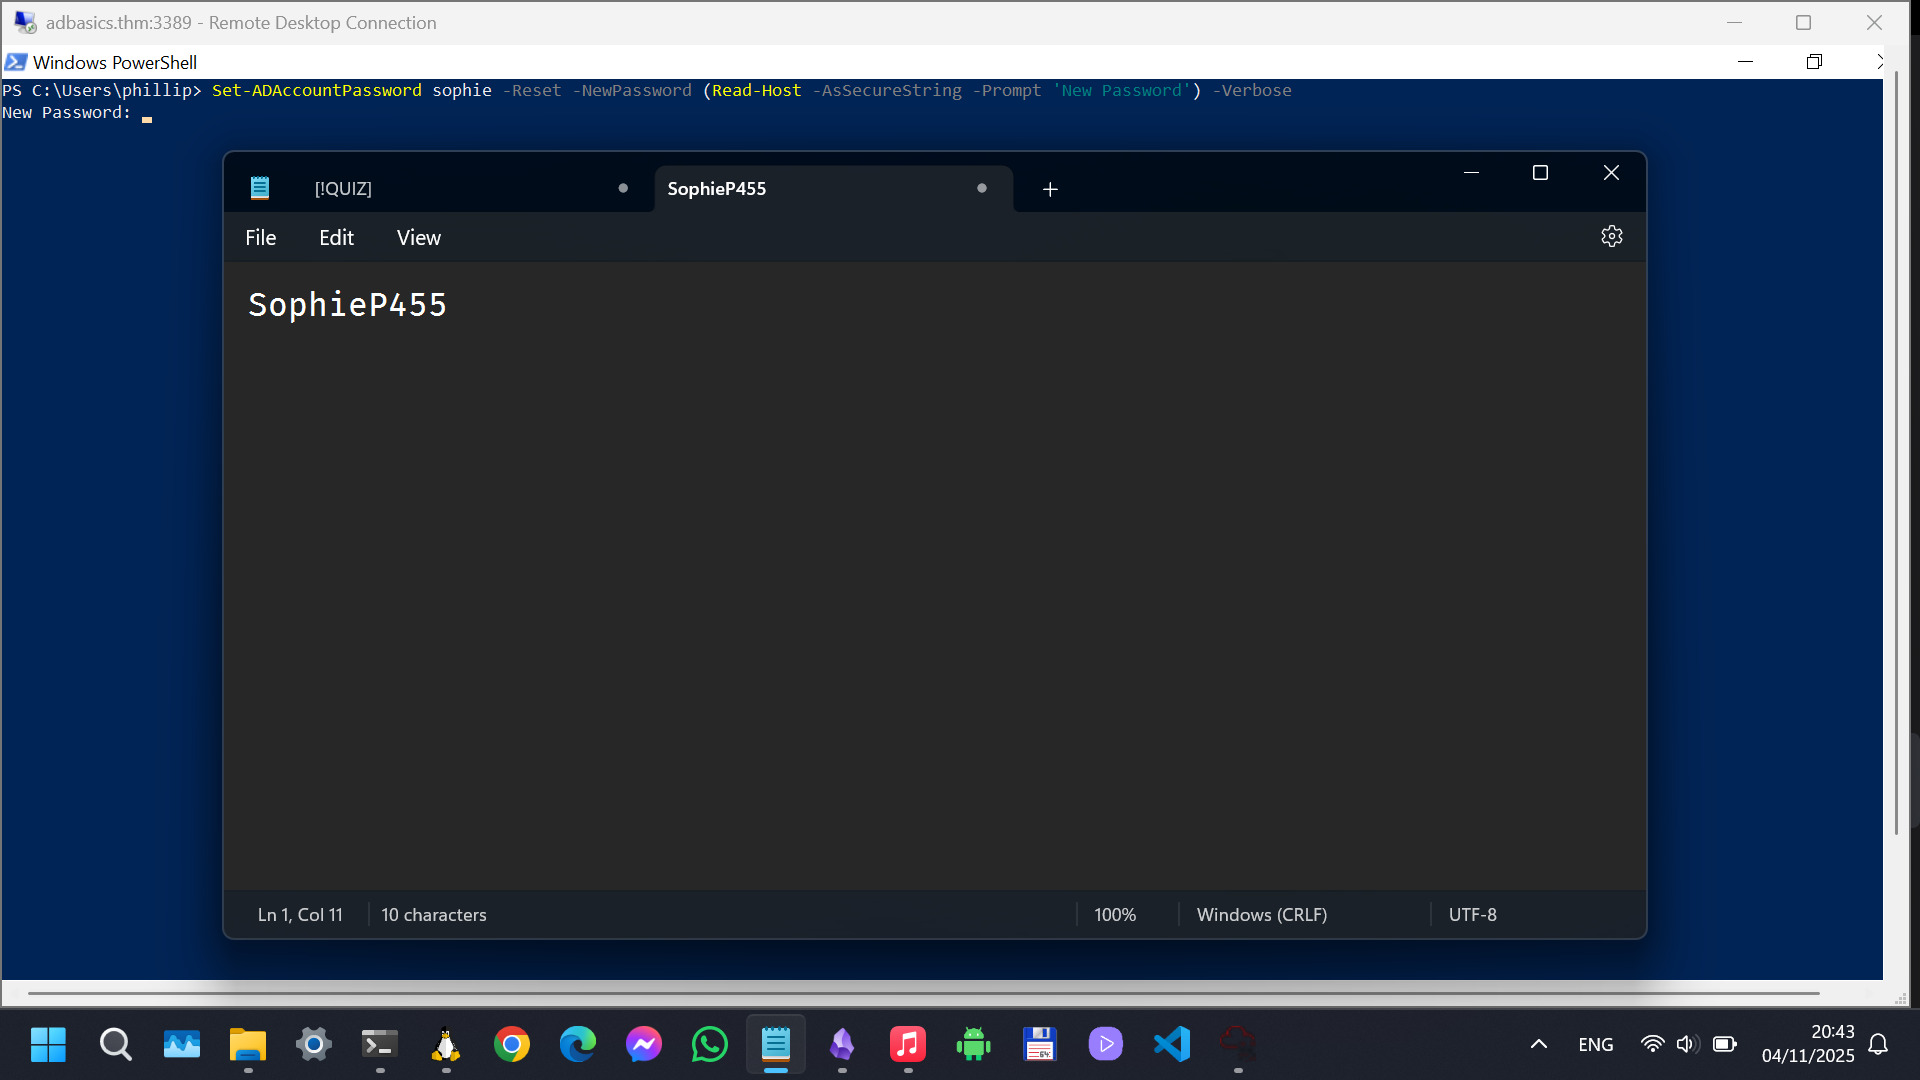 adbasics.thm:3389 - Remote Desktop Connection
Windows PowerShell
PS C:\Users\phillip> Set-ADAccountPassword sophie -Reset -NewPassword (Read-Host -AsSecureString -Prompt 'New Password') -Verbose
New Password:
[!QUIZ]
SophieP455
File Edit View
SophieP455
Ln 1, Col 11
10 characters
100%
Windows (CRLF)
UTF-8
64
ENG
20:43
04/11/2025